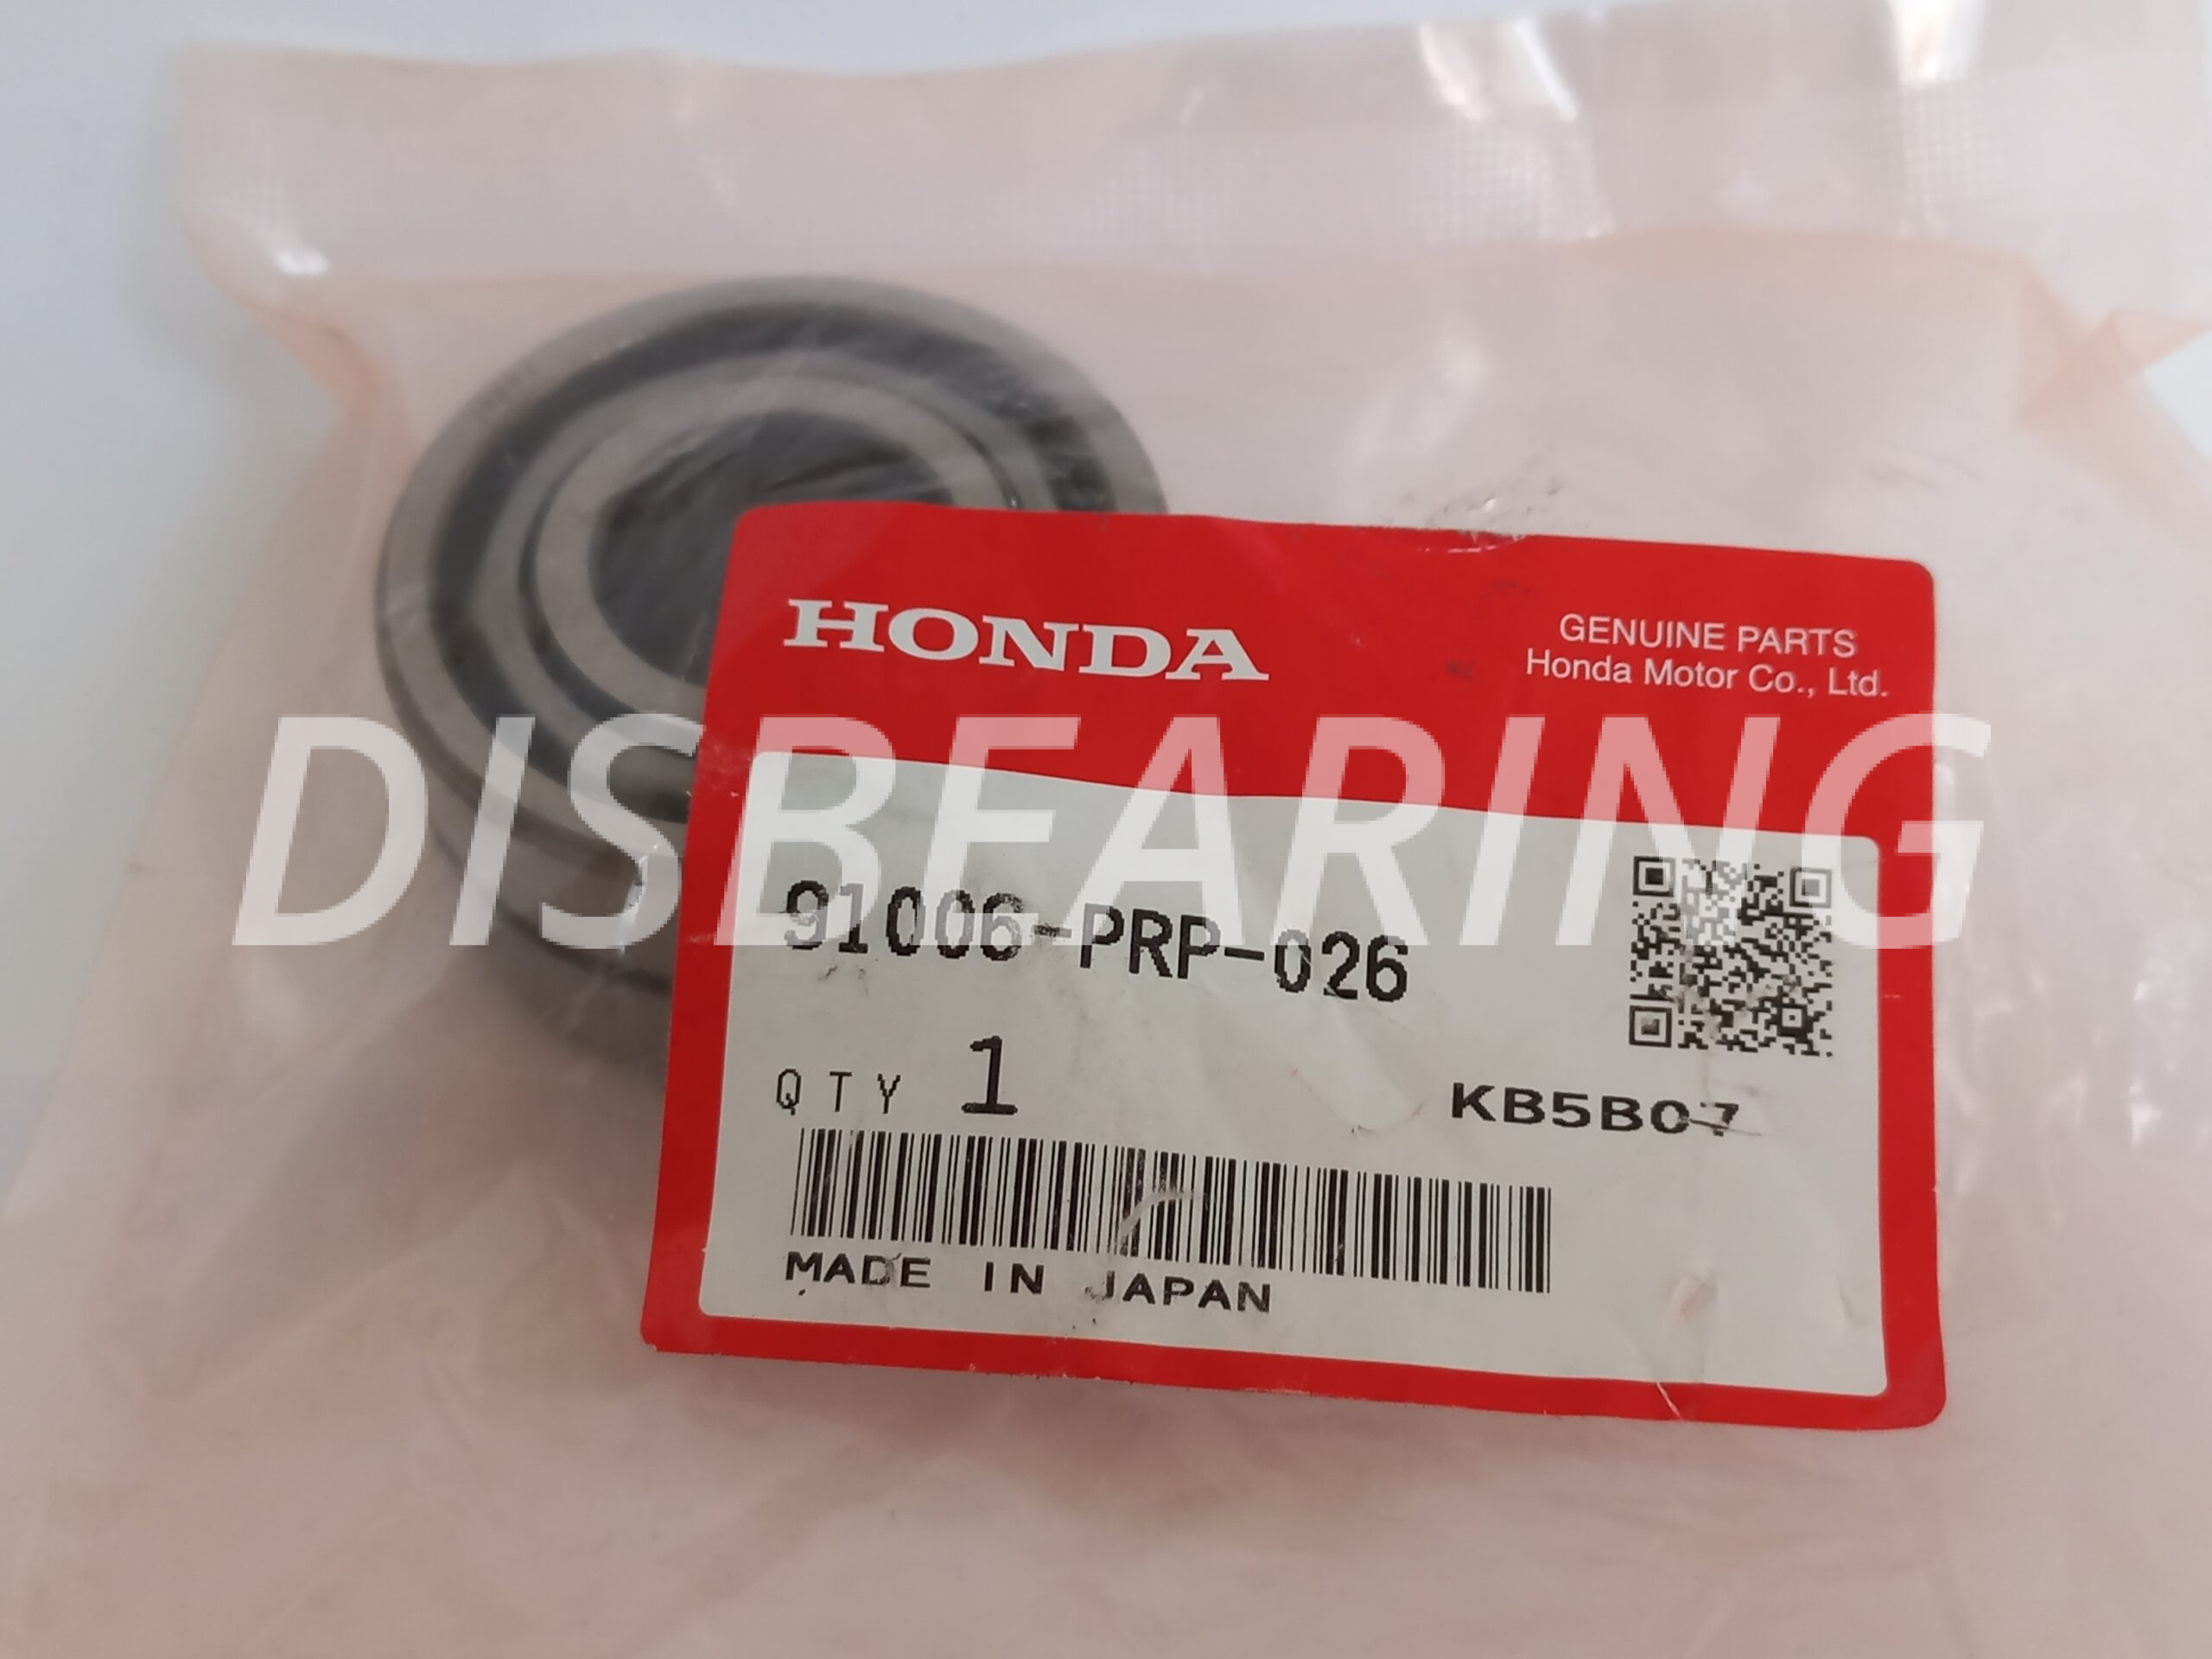 HONDA
GENUINE PARTS
Honda Motor Co., Ltd.
DISBEARING
91006-PRP-026
QTY 1
KB5B07
MADE IN JAPAN